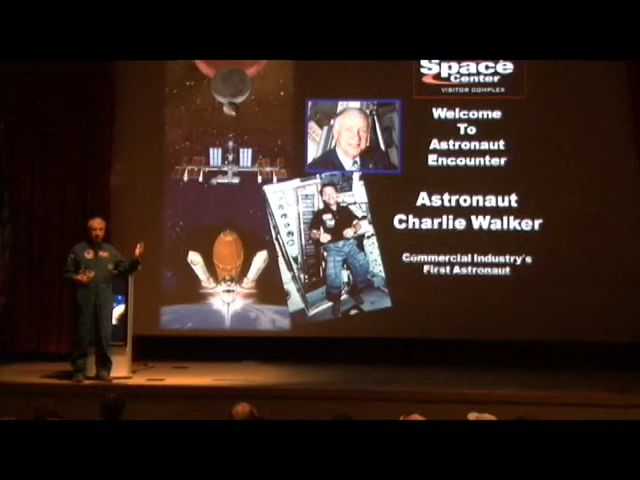 Space
Center
VISITOR COMPLEX
Welcome
To
Astronaut
Encounter
Astronaut
Charlie Walker
Commercial Industry's
First Astronaut